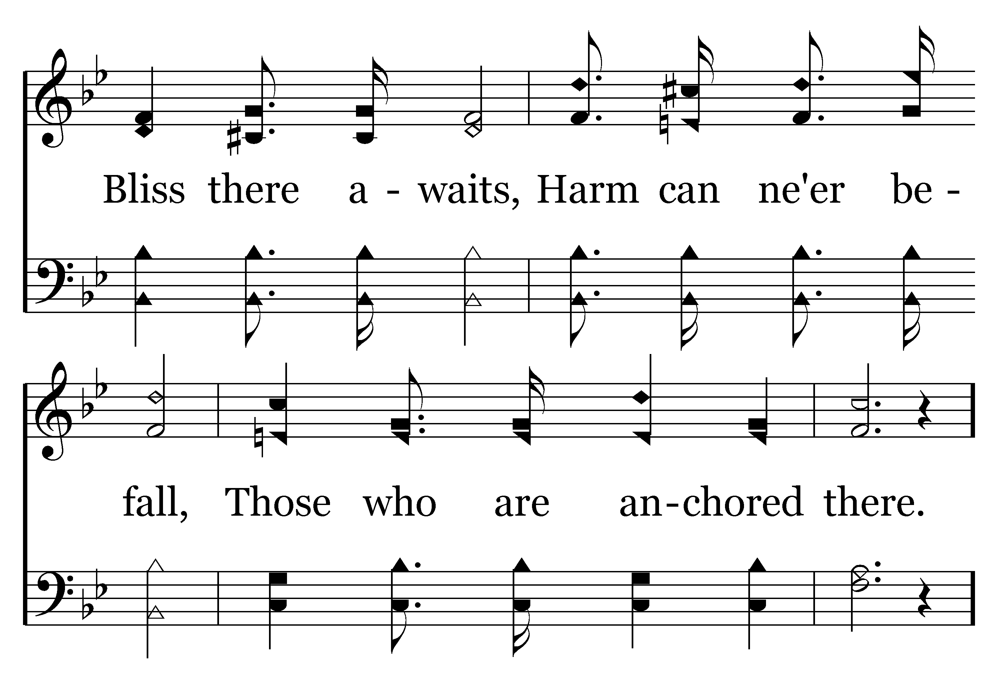 Bliss there a - waits, Harm can ne'er be -
fall, Those who are an-chored there.